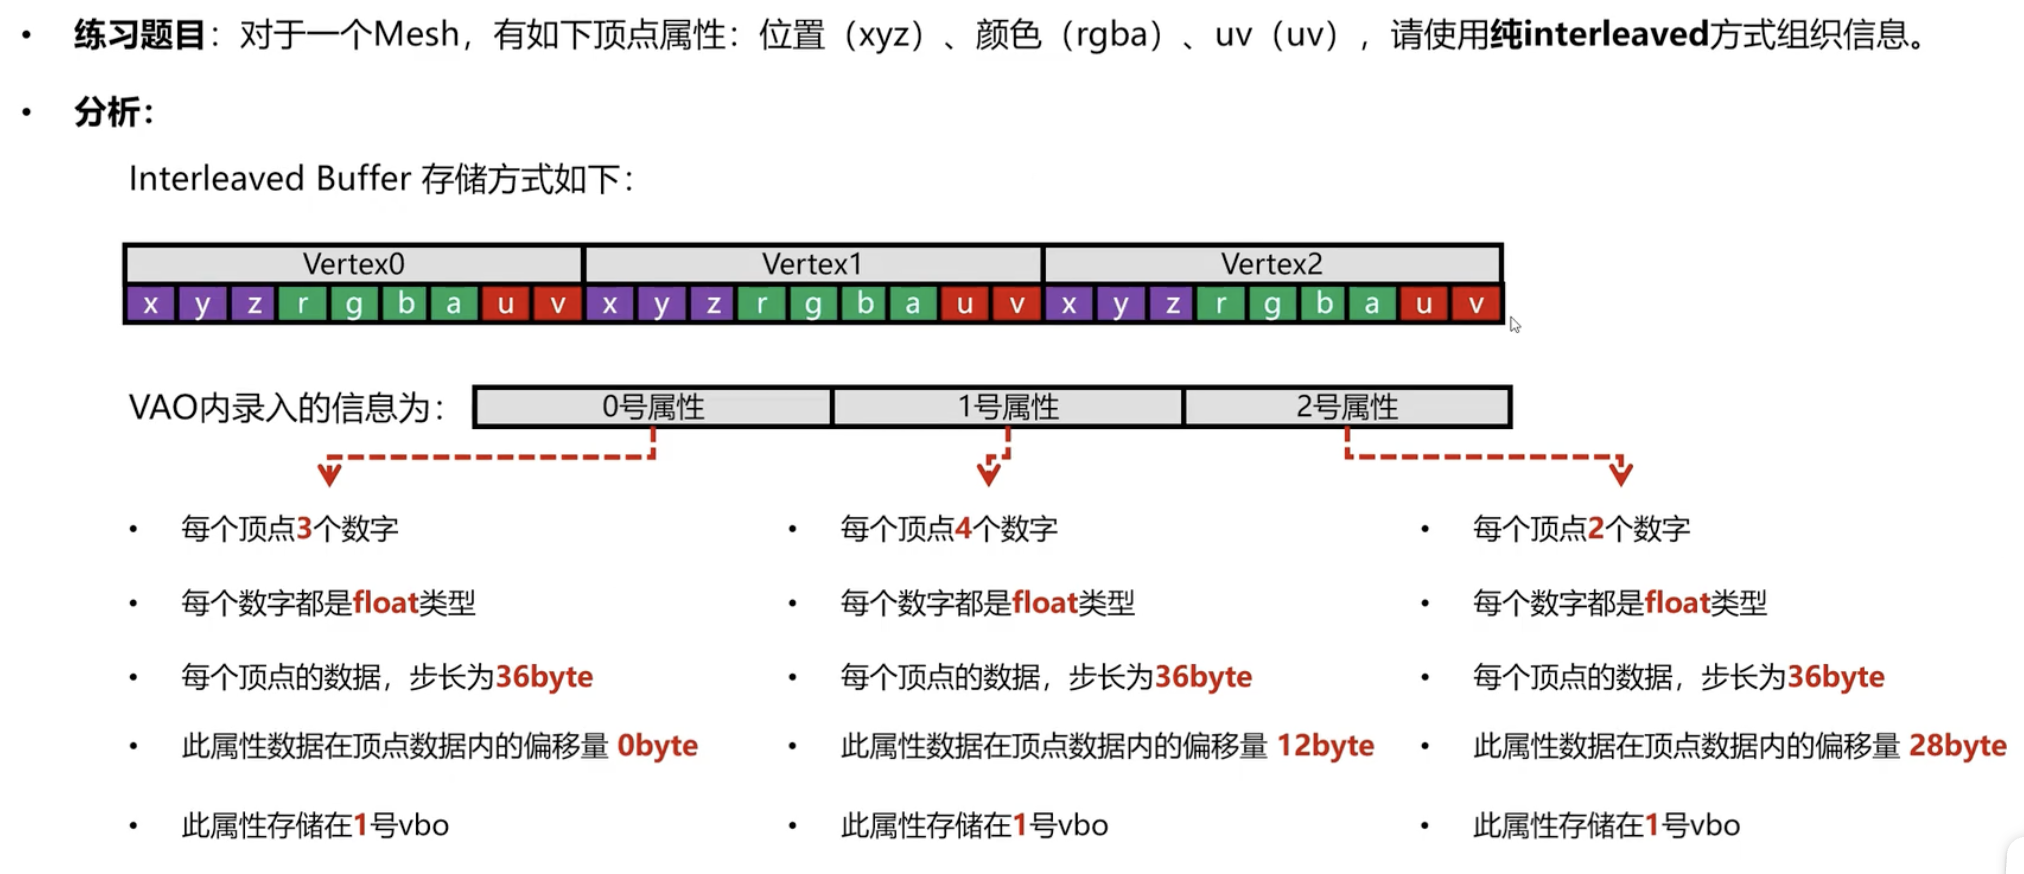 • 练习题目：对于一个Mesh，有如下顶点属性：位置（xyz）、颜色（rgba）、uv（uv），请使用纯interleaved方式组织信息。
• 分析：
Interleaved Buffer 存储方式如下：
Vertex0 Vertex1 Vertex2
x y z r g b a u v x y z r g b a u v x y z r g b a u v
VAO内录入的信息为： 0号属性 1号属性 2号属性
• 每个顶点3个数字 • 每个顶点4个数字 • 每个顶点2个数字
• 每个数字都是float类型 • 每个数字都是float类型 • 每个数字都是float类型
• 每个顶点的数据，步长为36byte • 每个顶点的数据，步长为36byte • 每个顶点的数据，步长为36byte
• 此属性数据在顶点数据内的偏移量 0byte • 此属性数据在顶点数据内的偏移量 12byte • 此属性数据在顶点数据内的偏移量 28byte
• 此属性存储在1号vbo • 此属性存储在1号vbo • 此属性存储在1号vbo